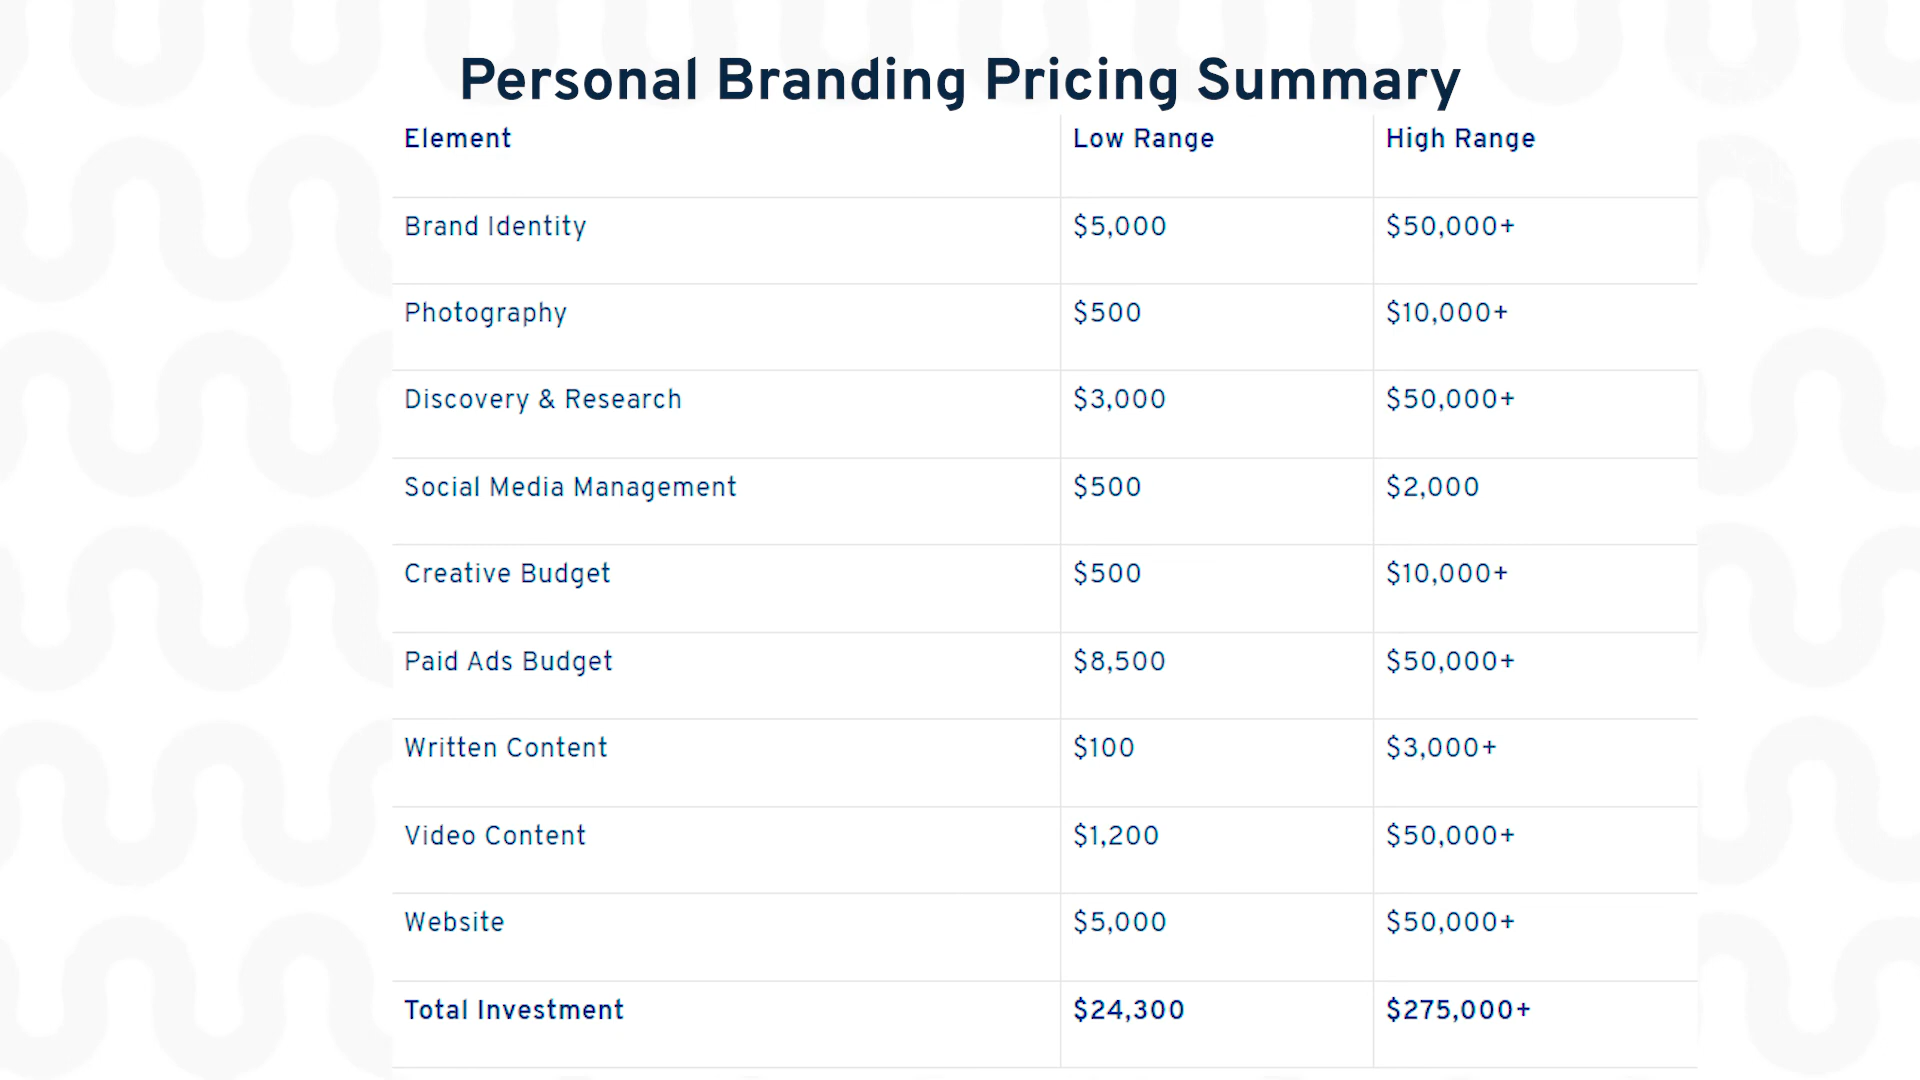 Personal Branding Pricing Summary
Element Low Range High Range
Brand Identity $5,000 $50,000+
Photography $500 $10,000+
Discovery & Research $3,000 $50,000+
Social Media Management $500 $2,000
Creative Budget $500 $10,000+
Paid Ads Budget $8,500 $50,000+
Written Content $100 $3,000+
Video Content $1,200 $50,000+
Website $5,000 $50,000+
Total Investment $24,300 $275,000+